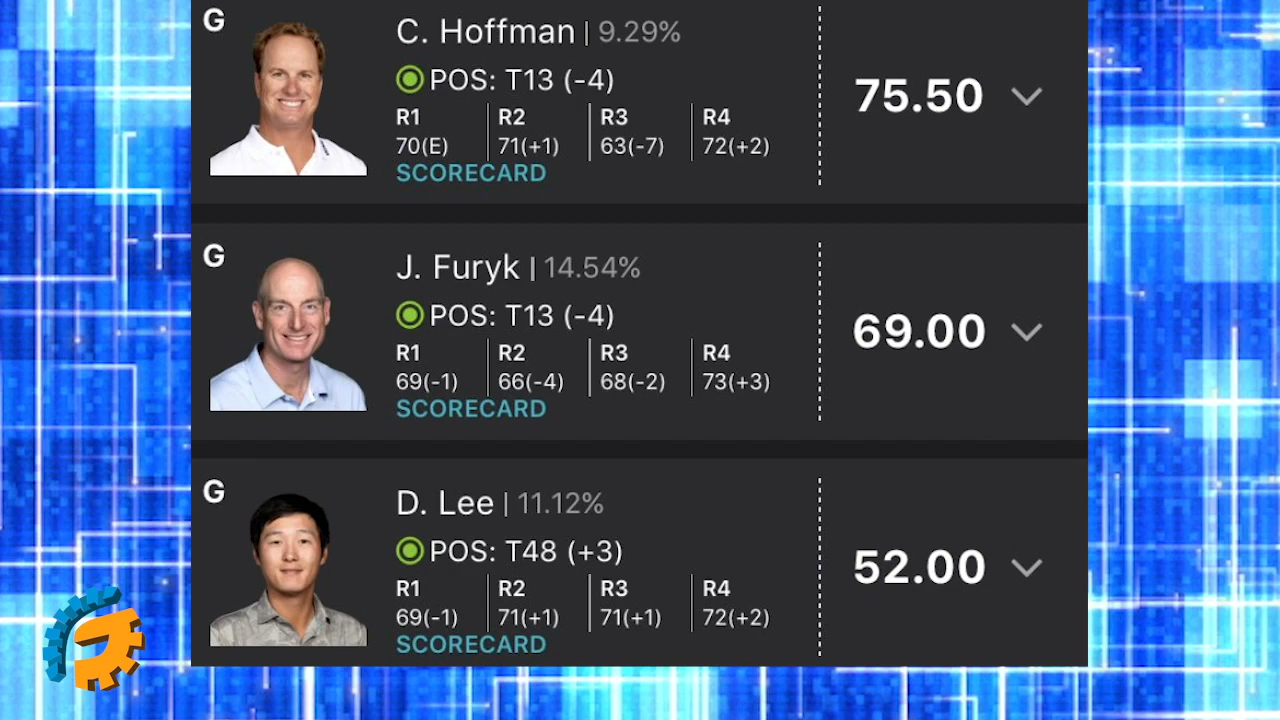 G
C. Hoffman | 9.29%
POS: T13 (-4)
75.50
R1 R2 R3 R4
70(E) 71(+1) 63(-7) 72(+2)
SCORECARD
G
J. Furyk | 14.54%
POS: T13 (-4)
69.00
R1 R2 R3 R4
69(-1) 66(-4) 68(-2) 73(+3)
SCORECARD
G
D. Lee | 11.12%
POS: T48 (+3)
52.00
R1 R2 R3 R4
69(-1) 71(+1) 71(+1) 72(+2)
SCORECARD